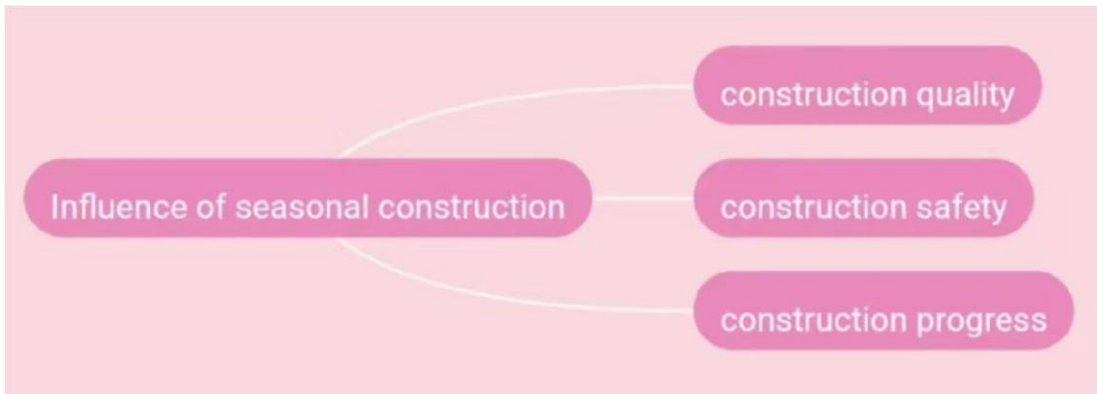 construction quality
Influence of seasonal construction
construction safety
construction progress